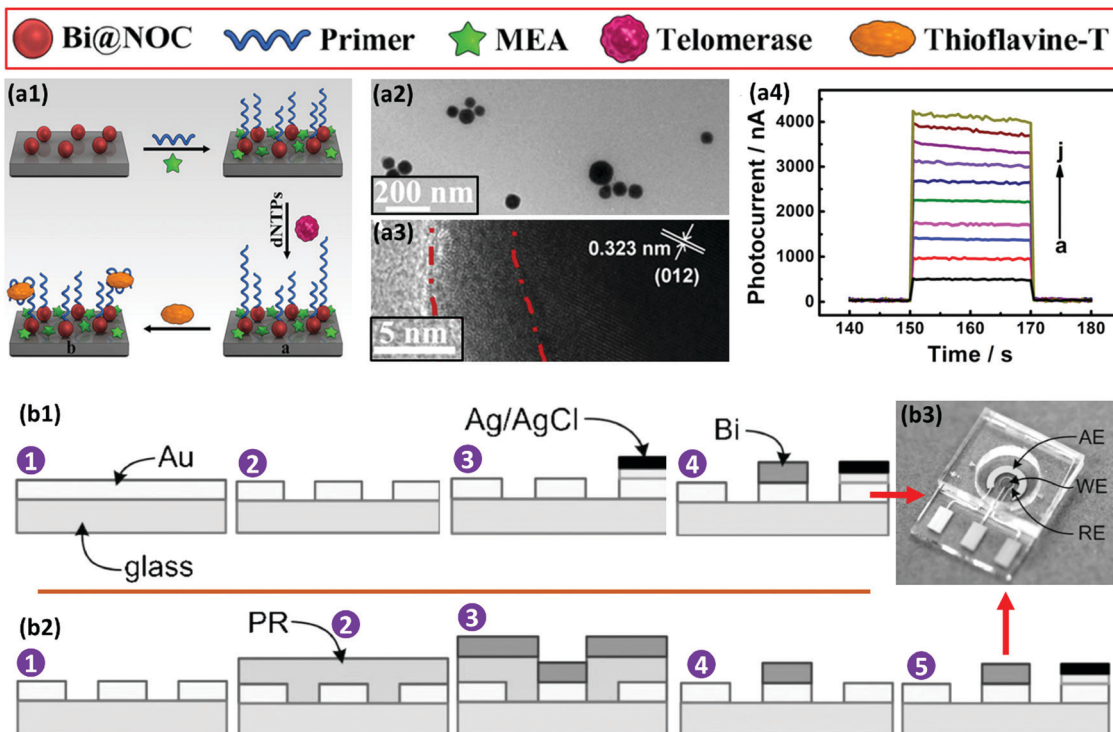 Bi@NOC Primer MEA Telomerase Thioflavine-T
(a1)
dNTPs
b
a
(a2)
200 nm
(a3)
0.323 nm
(012)
5 nm
(a4)
Photocurrent / nA
4000
3000
2000
1000
0
j
a
140 150 160 170 180
Time / s
(b1)
1
Au
glass
2
3
Ag/AgCl
4
Bi
(b3)
AE
WE
RE
(b2)
1
PR
2
3
4
5